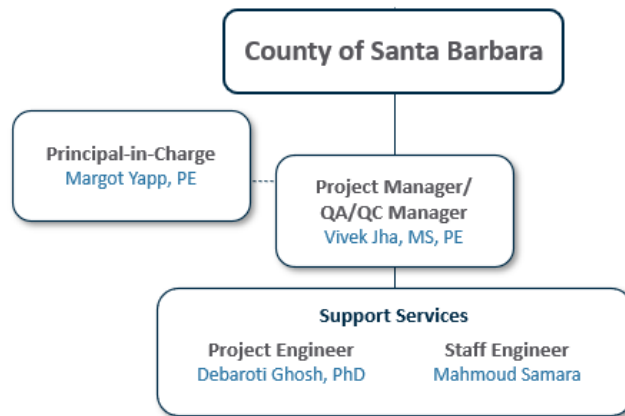 County of Santa Barbara
Principal-in-Charge
Margot Yapp, PE
Project Manager/
QA/QC Manager
Vivek Jha, MS, PE
Support Services
Project Engineer
Debaroti Ghosh, PhD
Staff Engineer
Mahmoud Samara